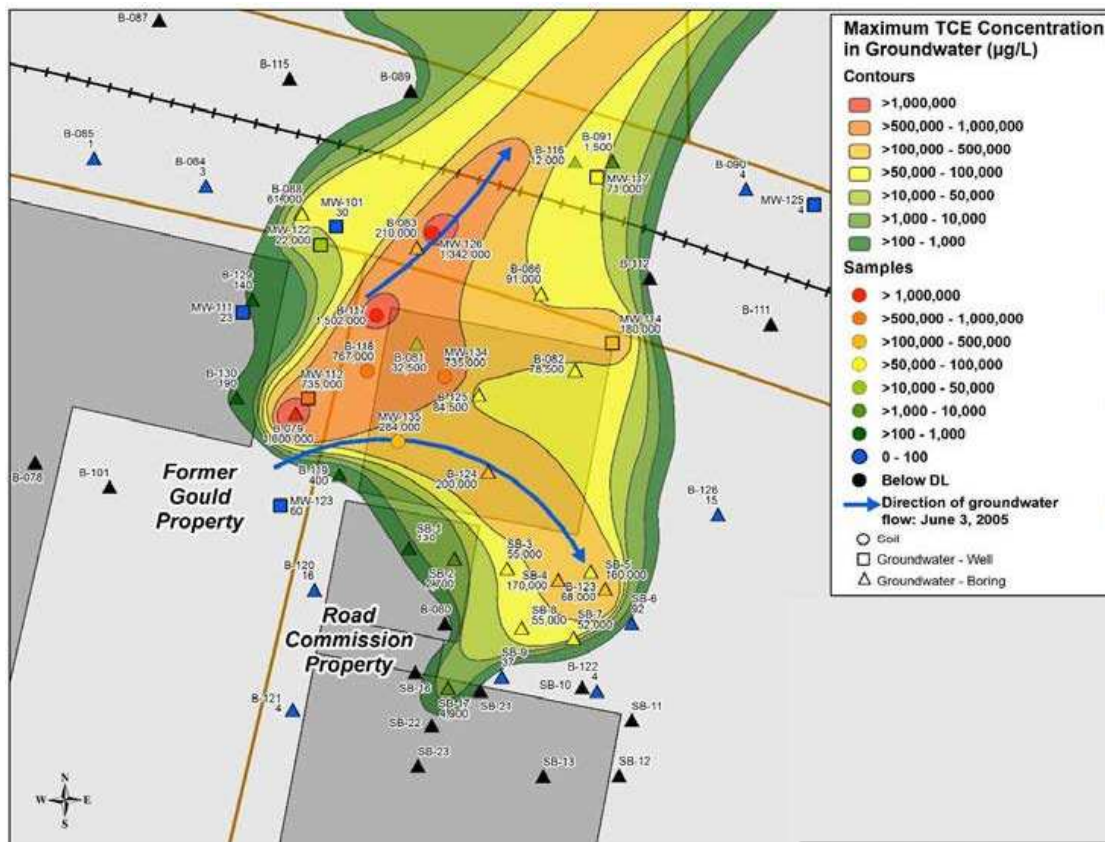 B-087
B-115
B-089
B-085
1
B-084
3
B-088
61,000
MW-101
30
MW-122
22,000
B-083
210,000
MW-126
1,342,000
B-116
12,000
B-091
1,500
MW-117
73,000
B-090
4
MW-125
4
B-112
B-111
B-086
91,000
B-129
140
MW-111
23
B-117
1,502,000
MW-114
180,000
B-118
767,000
B-081
32,500
MW-134
735,000
B-082
78,500
MW-112
735,000
B-130
190
B-125
84,500
B-079
1,600,000
MW-135
284,000
B-078
B-101
Former
Gould
Property
B-119
400
B-124
200,000
MW-123
60
B-126
15
SB-1
130
SB-2
SB-3
55,000
SB-4
170,000
B-123
68,000
SB-5
160,000
B-120
16
SB-6
92
B-080
SB-8
55,000
SB-7
52,000
Road
Commission
Property
SB-9
37
B-122
4
SB-10
SB-16
SB-17
4,900
SB-21
B-121
4
SB-11
SB-22
SB-23
SB-13
SB-12
N
W E
S
Maximum TCE Concentration
in Groundwater (µg/L)
Contours
>1,000,000
>500,000 - 1,000,000
>100,000 - 500,000
>50,000 - 100,000
>10,000 - 50,000
>1,000 - 10,000
>100 - 1,000
Samples
> 1,000,000
>500,000 - 1,000,000
>100,000 - 500,000
>50,000 - 100,000
>10,000 - 50,000
>1,000 - 10,000
>100 - 1,000
0 - 100
Below DL
Direction of groundwater
flow: June 3, 2005
Soil
Groundwater - Well
Groundwater - Boring